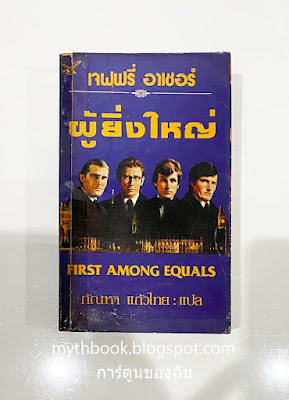 เจฟฟรี่ อาเชอร์
ผู้ยิ่งใหญ่
FIRST AMONG EQUALS
กัณหา แก้วไทย : แปล
mythbook.blogspot.com
การ์ตูนของฉัน